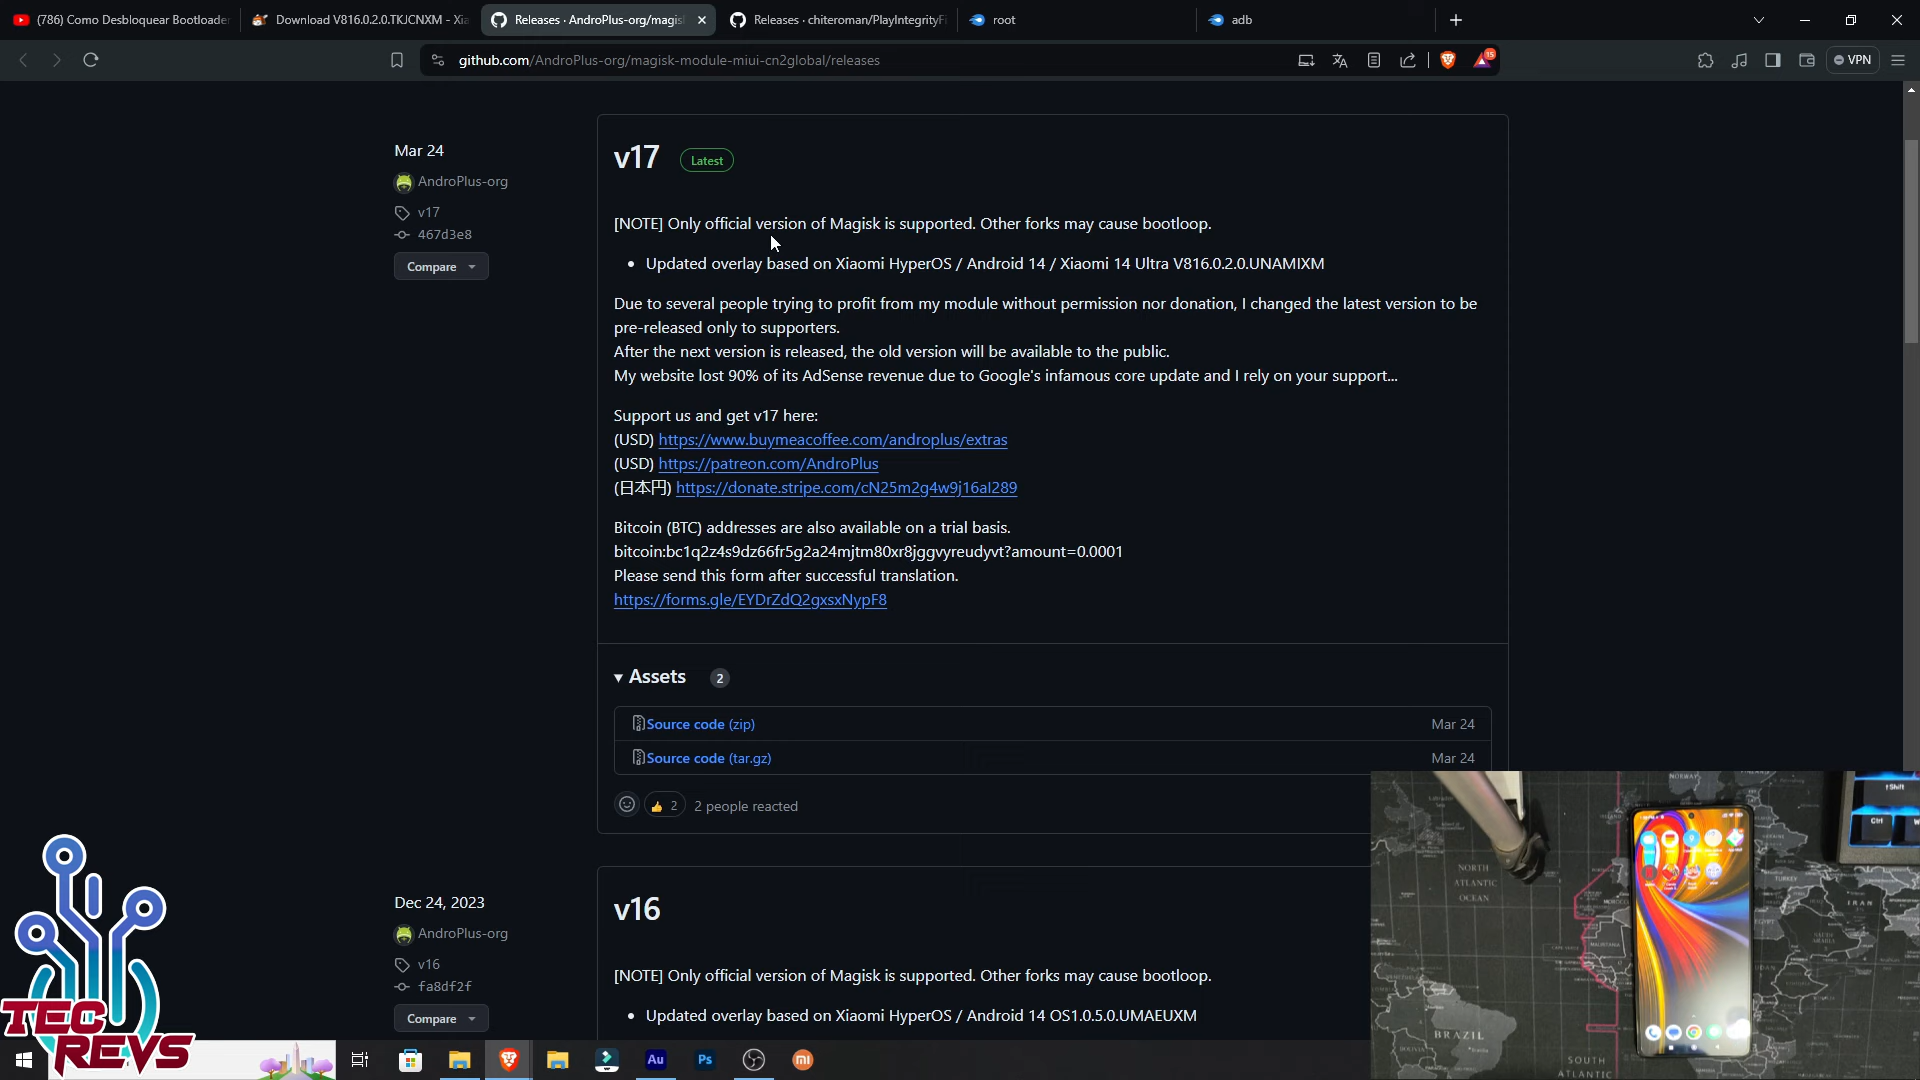 (786) Como Desbloquear Bootloader
Download V816.0.2.0.TKJCNXM - Xia
Releases · AndroPlus-org/magis
Releases · chiteroman/PlayIntegrityFi
root
adb
github.com/AndroPlus-org/magisk-module-miui-cn2global/releases
15
VPN
Mar 24
AndroPlus-org
v17
467d3e8
Compare
v17
Latest
[NOTE] Only official version of Magisk is supported. Other forks may cause bootloop.
Updated overlay based on Xiaomi HyperOS / Android 14 / Xiaomi 14 Ultra V816.0.2.0.UNAMIXM
Due to several people trying to profit from my module without permission nor donation, I changed the latest version to be
pre-released only to supporters.
After the next version is released, the old version will be available to the public.
My website lost 90% of its AdSense revenue due to Google's infamous core update and I rely on your support...
Support us and get v17 here:
(USD) https://www.buymeacoffee.com/androplus/extras
(USD) https://patreon.com/AndroPlus
(日本円) https://donate.stripe.com/cN25m2g4w9j16al289
Bitcoin (BTC) addresses are also available on a trial basis.
bitcoin:bc1q2z4s9dz66fr5g2a24mjtm80xr8jggvyreudyvt?amount=0.0001
Please send this form after successful translation.
https://forms.gle/EYDrZdQ2gxsxNypF8
Assets 2
Source code (zip) Mar 24
Source code (tar.gz) Mar 24
2 2 people reacted
Dec 24, 2023
AndroPlus-org
v16
fa8df2f
Compare
v16
[NOTE] Only official version of Magisk is supported. Other forks may cause bootloop.
Updated overlay based on Xiaomi HyperOS / Android 14 OS1.0.5.0.UMAEUXM
TEC
REVS
Au
Ps
NORWAY
Shift
Ctrl
NORTH
ATLANTIC
OCEAN
IRAN
BRAZIL
SOUTH
ATLANTIC